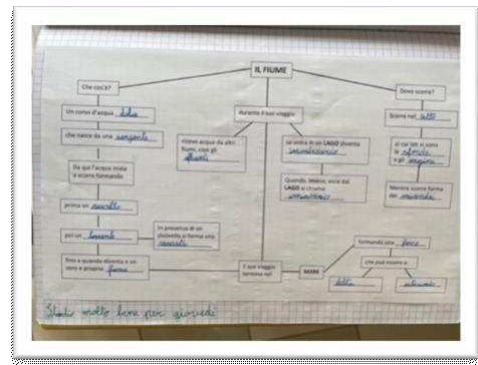 IL FIUME
Che cos'è?
Un corso d'acqua dolce
che nasce da una sorgente
Da qui l'acqua inizia
a scorrere formando
prima un ruscello
poi un torrente
In presenza di un
dislivello si forma una
cascata
fino a quando diventa un
vero e proprio fiume
durante il suo viaggio
riceve acqua da altri
fiumi, cioè gli
affluenti
se entra in un LAGO diventa
immissario
Quando, invece, esce dal
LAGO si chiama
emissario
Il suo viaggio
termina nel
MARE
formando una foce
che può essere a
delta
estuario
Dove scorre?
Scorre nel letto
ai cui lati si sono
le sponde
o gli argini
Mentre scorre forma
dei meandri
Studio molto bene per giovedì